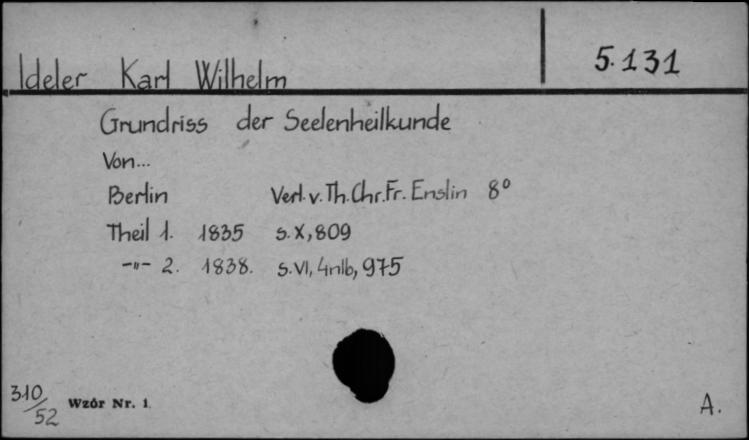 Ideler Karl Wilhelm 5.131
Grundriss der Seelenheilkunde
Von...
Berlin Verl. v. Th. Chr. Fr. Enslin 8°
Theil 1. 1835 s. X, 809
-"- 2. 1838. s. VI, 4nlb, 975
310/52 Wzór Nr. 1. A.